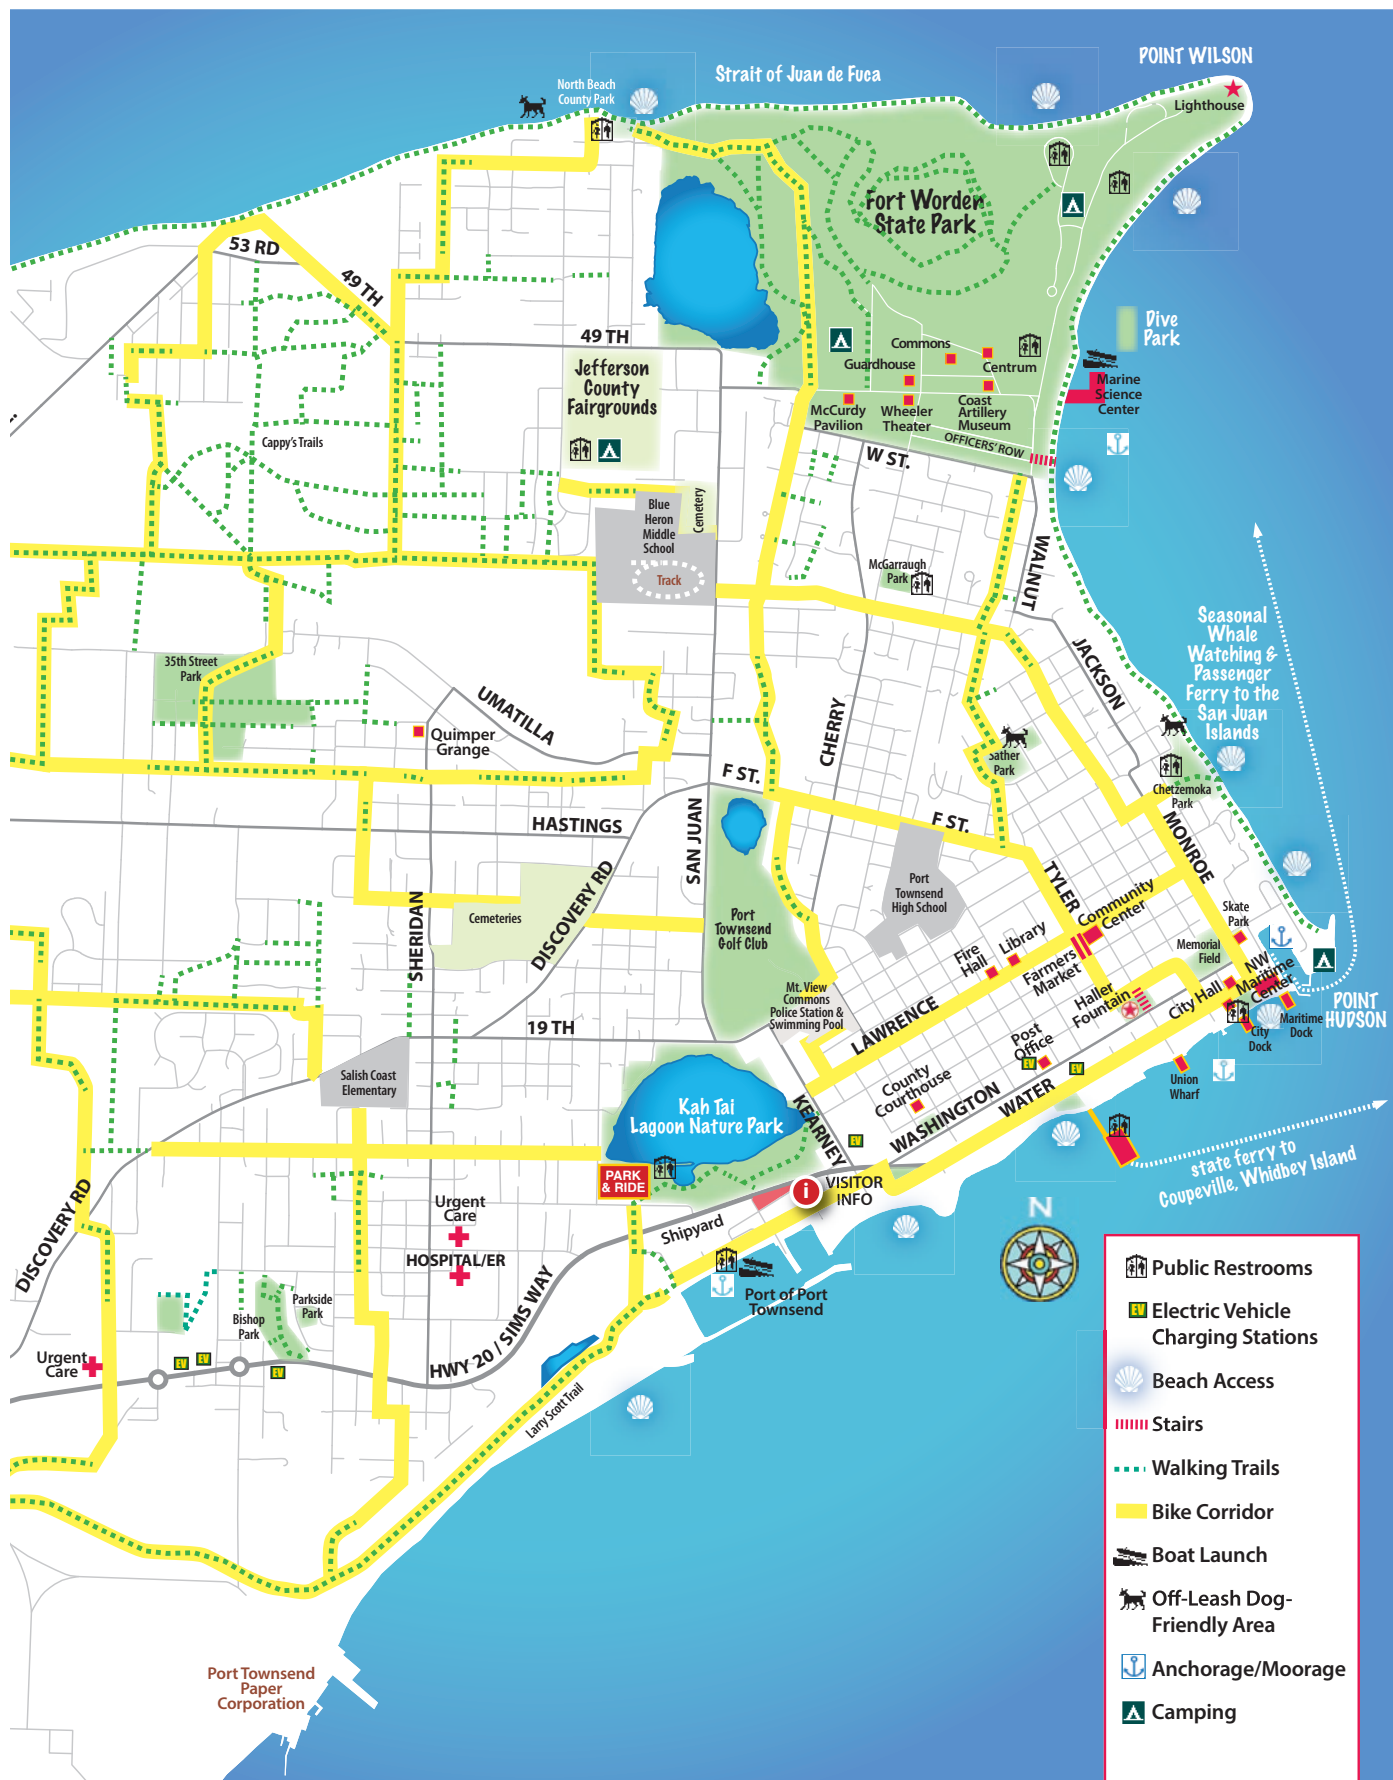 POINT WILSON
Strait of Juan de Fuca
North Beach
County Park
Lighthouse
Fort Worden
State Park
53 RD
49 TH
49 TH
Dive
Park
Jefferson
County
Fairgrounds
Commons
Guardhouse
Centrum
Marine
Science
Center
McCurdy
Pavilion
Wheeler
Theater
Coast
Artillery
Museum
OFFICERS' ROW
W ST.
Cappy's Trails
Cemetery
Blue
Heron
Middle
School
Track
McGarraugh
Park
WALNUT
Seasonal
Whale
Watching &
Passenger
Ferry to the
San Juan
Islands
JACKSON
35th Street
Park
UMATILLA
Quimper
Grange
CHERRY
Sather
Park
Chetzemoka
Park
F ST.
HASTINGS
SAN JUAN
F ST.
MONROE
TYLER
Port
Townsend
High School
Community
Center
Cemeteries
DISCOVERY RD
SHERIDAN
Port
Townsend
Golf Club
Skate
Park
Fire
Hall
Library
Farmers
Market
Memorial
Field
NW
Maritime
Center
Mt. View
Commons
Police Station &
Swimming Pool
Haller
Fountain
City Hall
POINT
HUDSON
Maritime
Dock
City
Dock
19 TH
LAWRENCE
Post
Office
EV
EV
Union
Wharf
Salish Coast
Elementary
Kah Tai
Lagoon Nature Park
County
Courthouse
WASHINGTON
WATER
KEARNEY
EV
state ferry to
Coupeville, Whidbey Island
PARK
& RIDE
i
VISITOR
INFO
DISCOVERY RD
Urgent
Care
HOSPITAL/ER
Shipyard
N
Port of Port
Townsend
Parkside
Park
Bishop
Park
HWY 20 / SIMS WAY
Urgent
Care
EV
EV
EV
Larry Scott Trail
Port Townsend
Paper
Corporation
Public Restrooms
EV
Electric Vehicle
Charging Stations
Beach Access
Stairs
Walking Trails
Bike Corridor
Boat Launch
Off-Leash Dog-
Friendly Area
Anchorage/Moorage
Camping